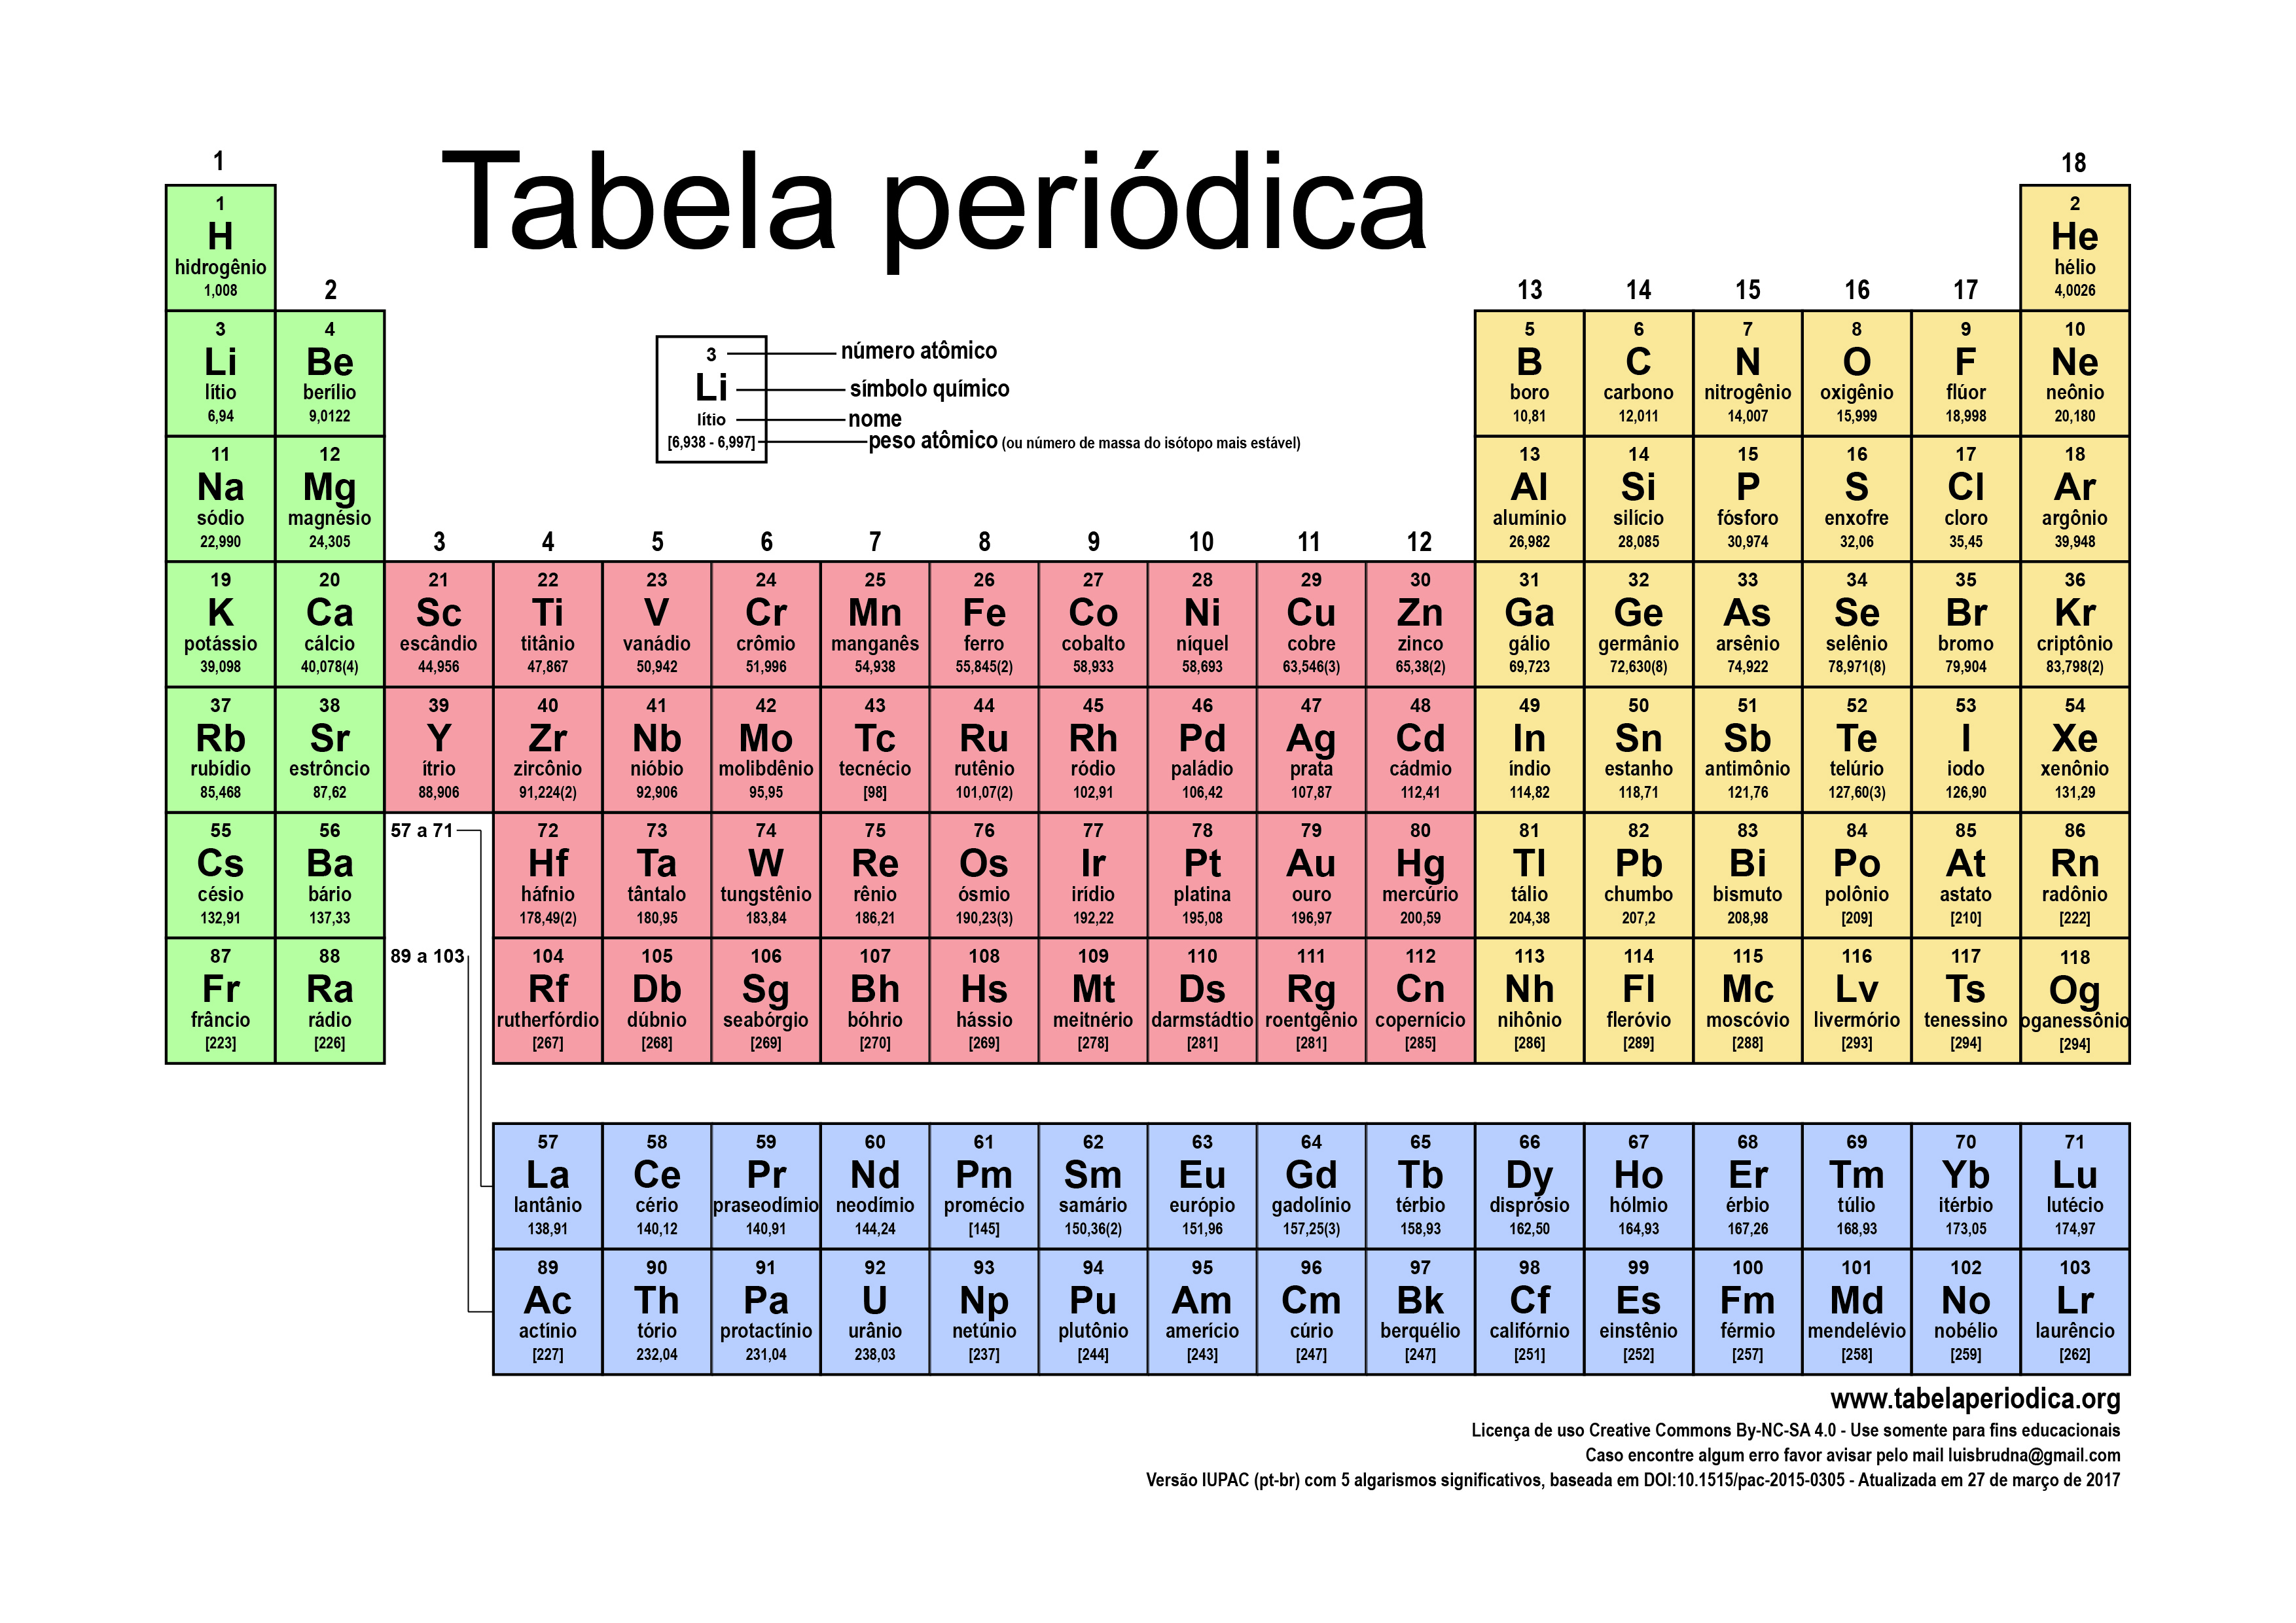 Tabela periódica
1 18
1 2
H He
hidrogênio hélio
1,008 4,0026
2 13 14 15 16 17
3 4 5 6 7 8 9 10
Li Be B C N O F Ne
lítio berílio boro carbono nitrogênio oxigênio flúor neônio
6,94 9,0122 10,81 12,011 14,007 15,999 18,998 20,180
3 número atômico
Li símbolo químico
lítio nome
[6,938 - 6,997] peso atômico (ou número de massa do isótopo mais estável)
11 12 13 14 15 16 17 18
Na Mg Al Si P S Cl Ar
sódio magnésio alumínio silício fósforo enxofre cloro argônio
22,990 24,305 26,982 28,085 30,974 32,06 35,45 39,948
3 4 5 6 7 8 9 10 11 12
19 20 21 22 23 24 25 26 27 28 29 30 31 32 33 34 35 36
K Ca Sc Ti V Cr Mn Fe Co Ni Cu Zn Ga Ge As Se Br Kr
potássio cálcio escândio titânio vanádio crômio manganês ferro cobalto níquel cobre zinco gálio germânio arsênio selênio bromo criptônio
39,098 40,078(4) 44,956 47,867 50,942 51,996 54,938 55,845(2) 58,933 58,693 63,546(3) 65,38(2) 69,723 72,630(8) 74,922 78,971(8) 79,904 83,798(2)
37 38 39 40 41 42 43 44 45 46 47 48 49 50 51 52 53 54
Rb Sr Y Zr Nb Mo Tc Ru Rh Pd Ag Cd In Sn Sb Te I Xe
rubídio estrôncio ítrio zircônio nióbio molibdênio tecnécio rutênio ródio paládio prata cádmio índio estanho antimônio telúrio iodo xenônio
85,468 87,62 88,906 91,224(2) 92,906 95,95 [98] 101,07(2) 102,91 106,42 107,87 112,41 114,82 118,71 121,76 127,60(3) 126,90 131,29
55 56 57 a 71 72 73 74 75 76 77 78 79 80 81 82 83 84 85 86
Cs Ba Hf Ta W Re Os Ir Pt Au Hg Tl Pb Bi Po At Rn
césio bário háfnio tântalo tungstênio rênio ósmio irídio platina ouro mercúrio tálio chumbo bismuto polônio astato radônio
132,91 137,33 178,49(2) 180,95 183,84 186,21 190,23(3) 192,22 195,08 196,97 200,59 204,38 207,2 208,98 [209] [210] [222]
87 88 89 a 103 104 105 106 107 108 109 110 111 112 113 114 115 116 117 118
Fr Ra Rf Db Sg Bh Hs Mt Ds Rg Cn Nh Fl Mc Lv Ts Og
frâncio rádio rutherfórdio dúbnio seabórgio bóhrio hássio meitnério darmstádtio roentgênio copernício nihônio fleróvio moscóvio livermório tenessino oganessônio
[223] [226] [267] [268] [269] [270] [269] [278] [281] [281] [285] [286] [289] [288] [293] [294] [294]
57 58 59 60 61 62 63 64 65 66 67 68 69 70 71
La Ce Pr Nd Pm Sm Eu Gd Tb Dy Ho Er Tm Yb Lu
lantânio cério praseodímio neodímio promécio samário európio gadolínio térbio disprósio hólmio érbio túlio itérbio lutécio
138,91 140,12 140,91 144,24 [145] 150,36(2) 151,96 157,25(3) 158,93 162,50 164,93 167,26 168,93 173,05 174,97
89 90 91 92 93 94 95 96 97 98 99 100 101 102 103
Ac Th Pa U Np Pu Am Cm Bk Cf Es Fm Md No Lr
actínio tório protactínio urânio netúnio plutônio amerício cúrio berquélio califórnio einstênio férmio mendelévio nobélio laurêncio
[227] 232,04 231,04 238,03 [237] [244] [243] [247] [247] [251] [252] [257] [258] [259] [262]
www.tabelaperiodica.org
Licença de uso Creative Commons By-NC-SA 4.0 - Use somente para fins educacionais
Caso encontre algum erro favor avisar pelo mail luisbrudna@gmail.com
Versão IUPAC (pt-br) com 5 algarismos significativos, baseada em DOI:10.1515/pac-2015-0305 - Atualizada em 27 de março de 2017